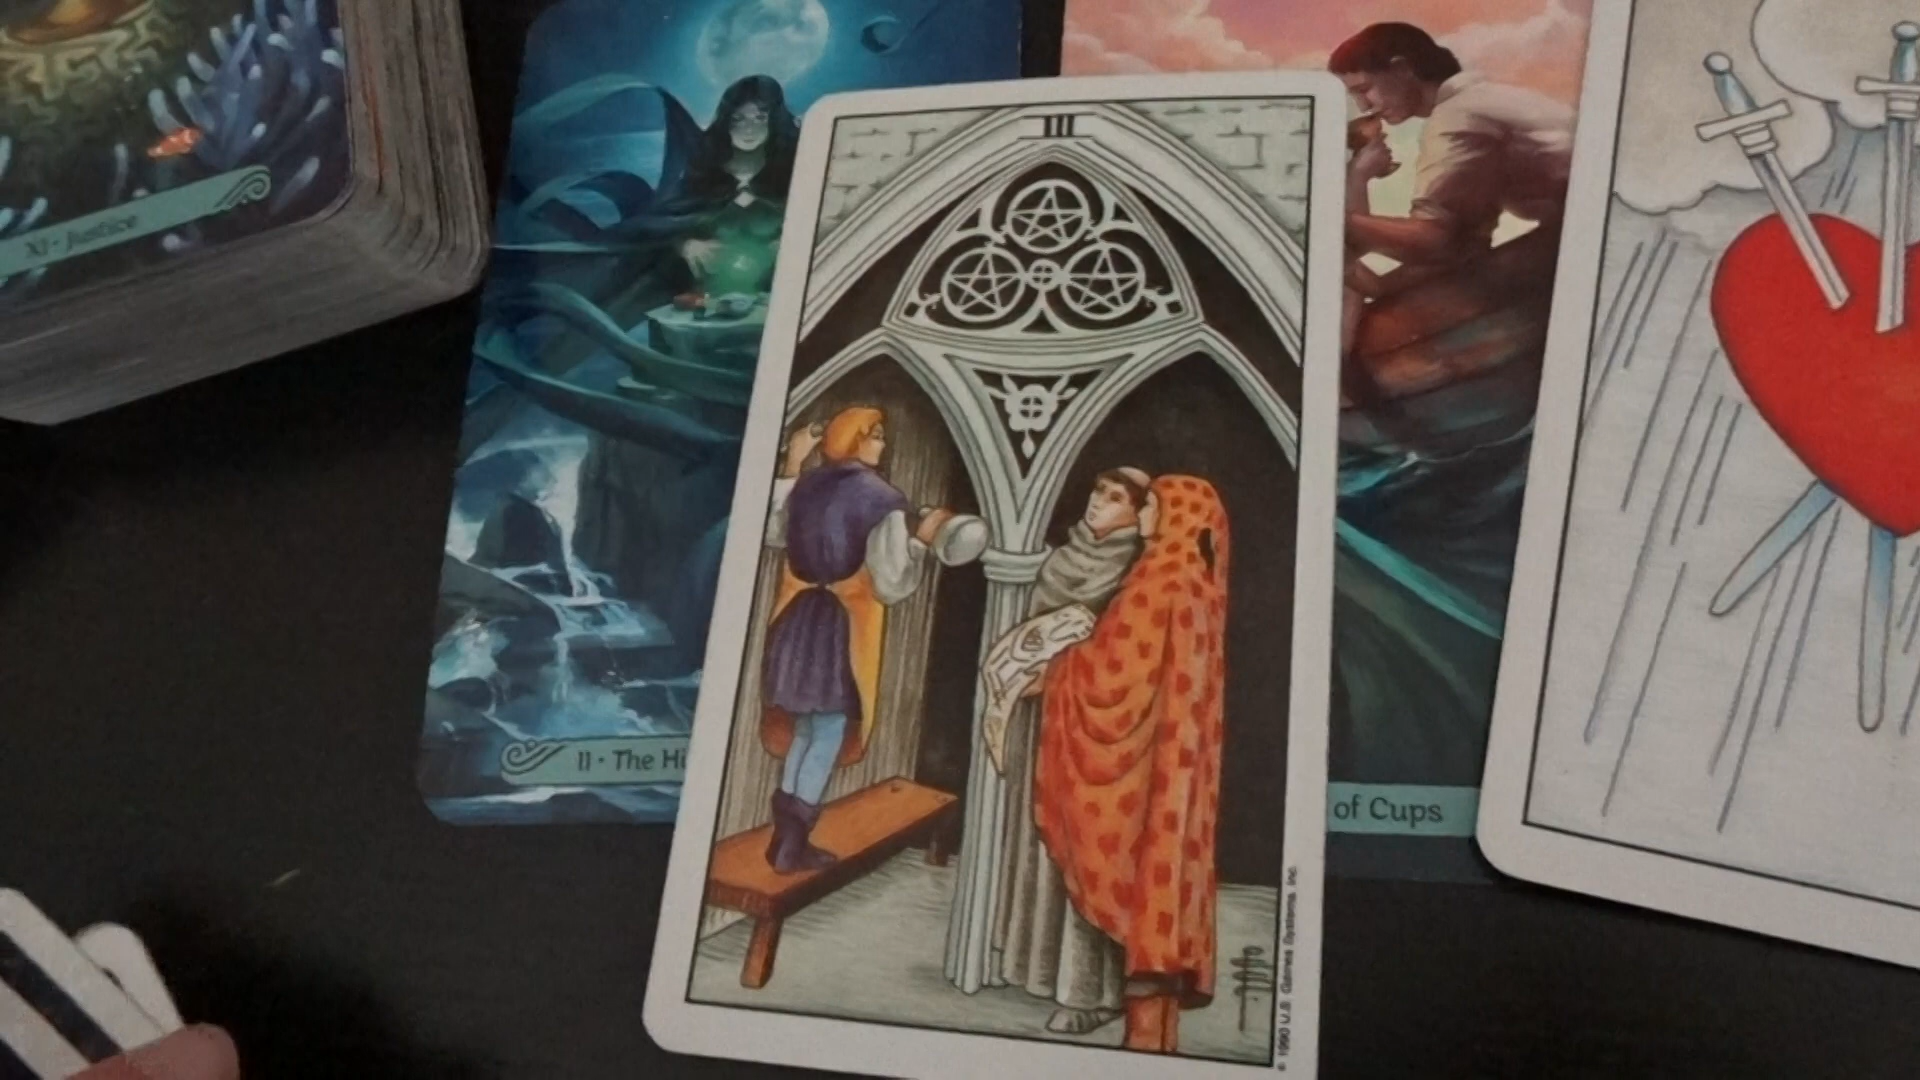 XI · Justice
III
II · The Hi
of Cups
© 1990 U.S. Games Systems, Inc.